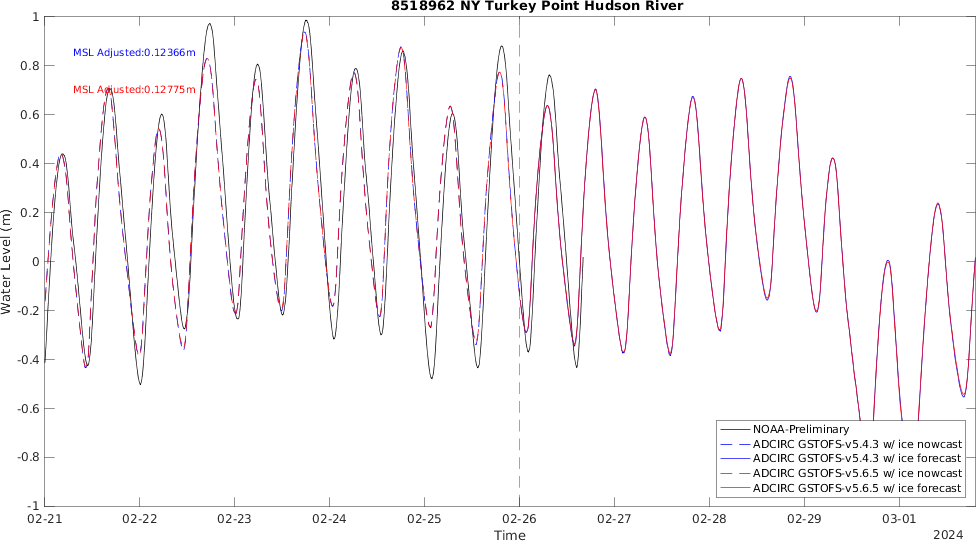 8518962 NY Turkey Point Hudson River
MSL Adjusted:0.12366m
MSL Adjusted:0.12775m
Water Level (m)
1
0.8
0.6
0.4
0.2
0
-0.2
-0.4
-0.6
-0.8
-1
NOAA-Preliminary
ADCIRC GSTOFS-v5.4.3 w/ ice nowcast
ADCIRC GSTOFS-v5.4.3 w/ ice forecast
ADCIRC GSTOFS-v5.6.5 w/ ice nowcast
ADCIRC GSTOFS-v5.6.5 w/ ice forecast
02-21 02-22 02-23 02-24 02-25 02-26 02-27 02-28 02-29 03-01
Time
2024